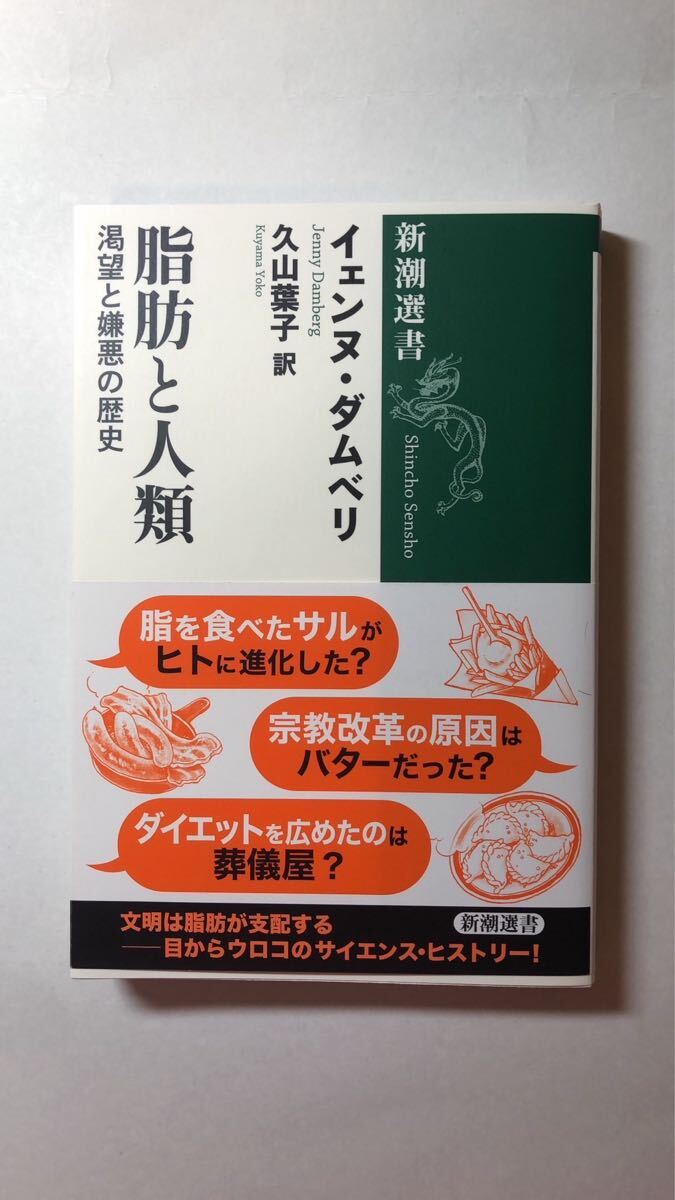 新潮選書
Shincho Sensho
イェンヌ・ダムベリ
Jenny Damberg
久山葉子 訳
Kuyama Yoko
脂肪と人類
渇望と嫌悪の歴史
脂を食べたサルが
ヒトに進化した?
宗教改革の原因は
バターだった?
ダイエットを広めたのは
葬儀屋?
文明は脂肪が支配する
──目からウロコのサイエンス・ヒストリー!
新潮選書